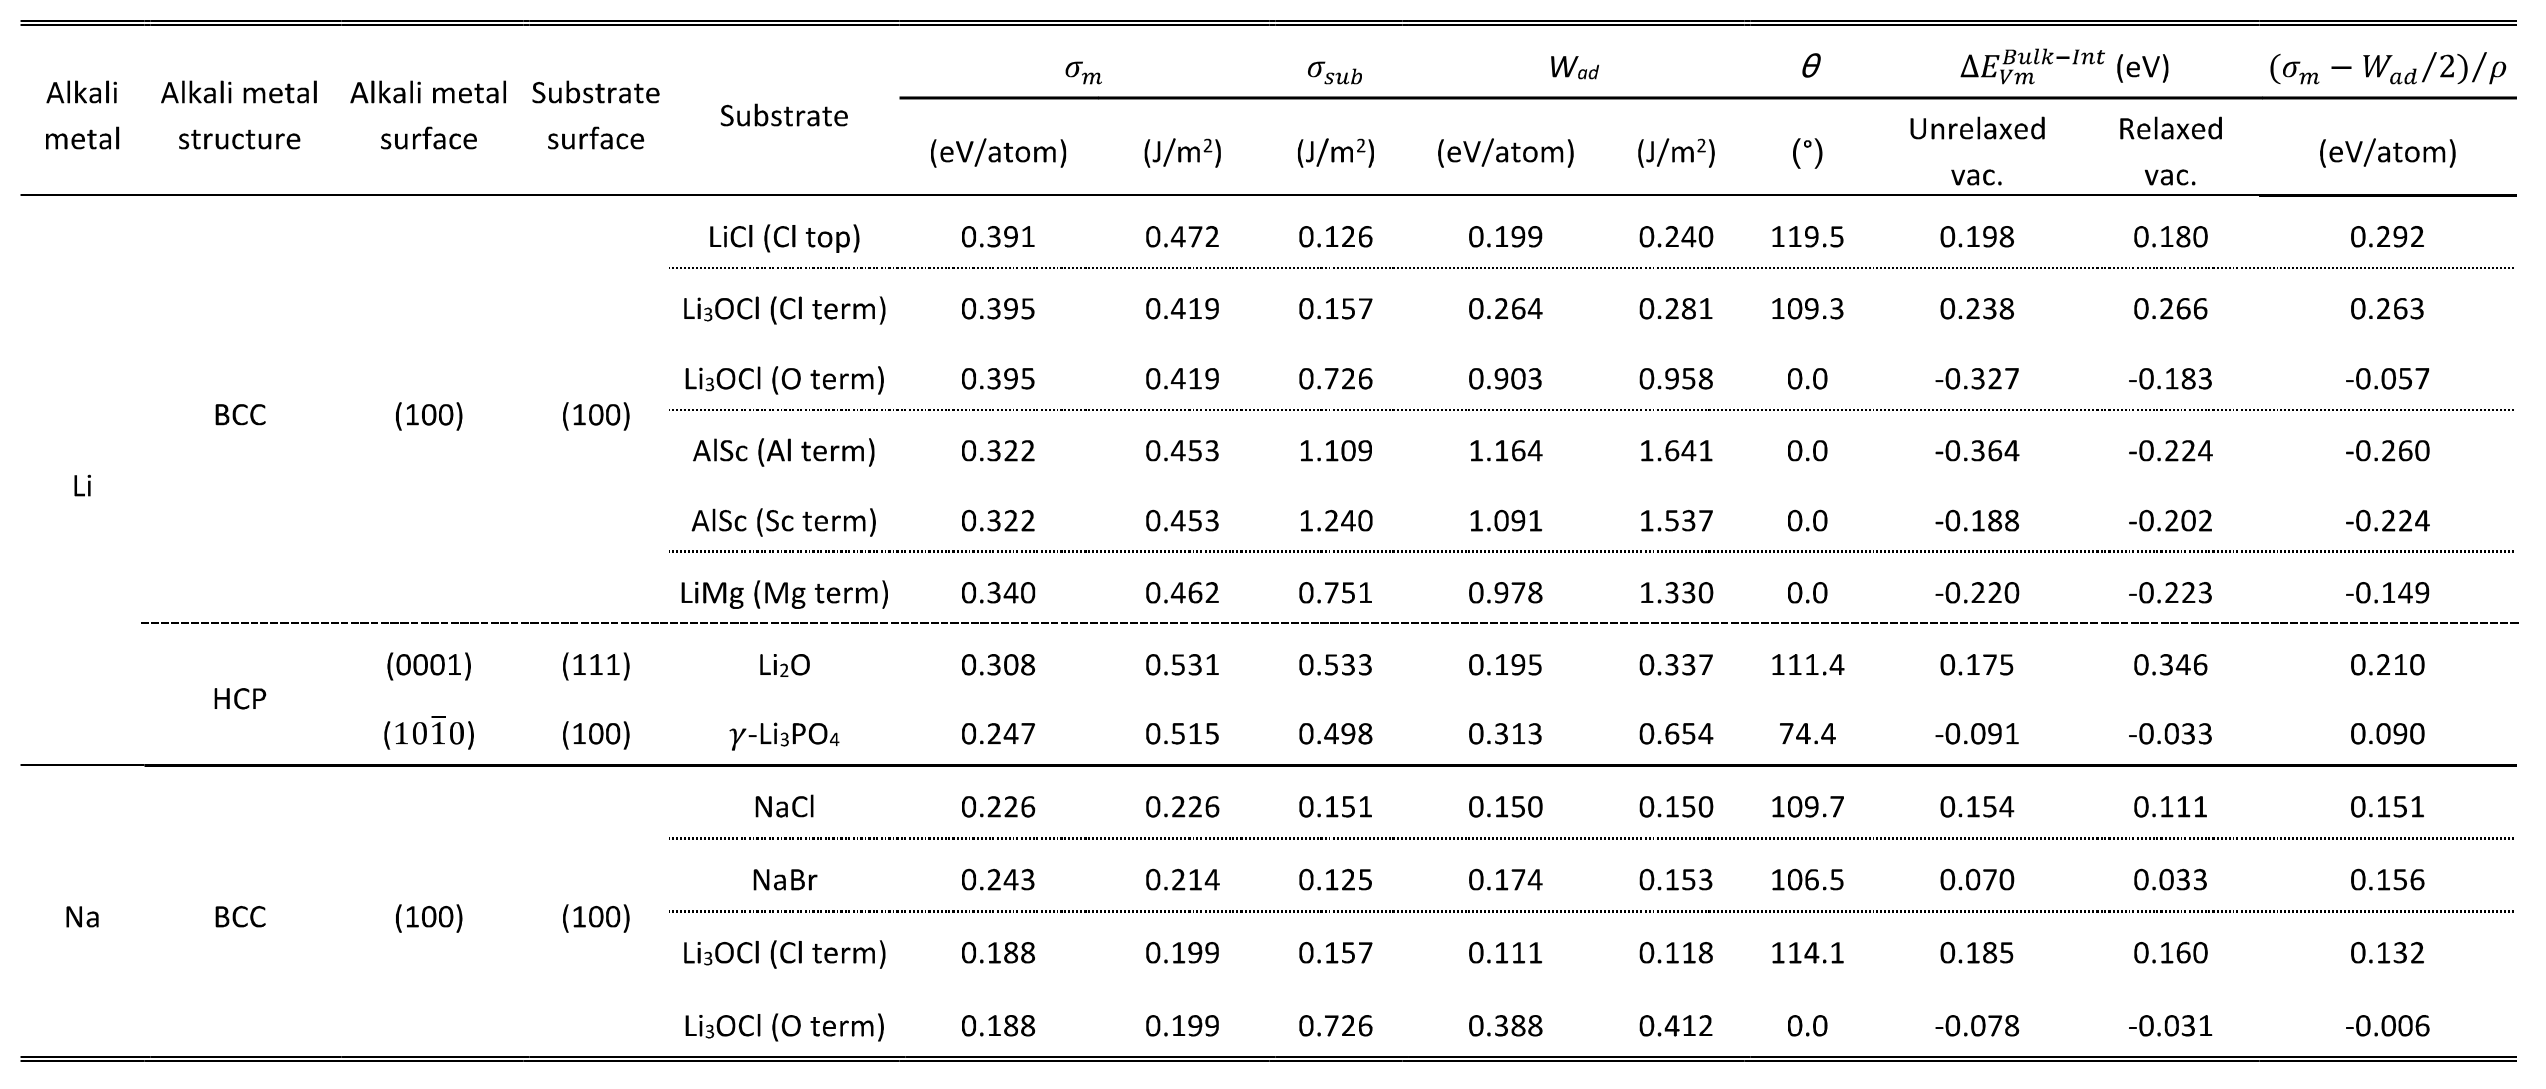 Alkali metal Alkali metal structure Alkali metal surface Substrate surface Substrate σm σsub Wad θ ΔE_Vm^Bulk−Int (eV) (σm − Wad/2)/ρ
(eV/atom) (J/m²) (J/m²) (eV/atom) (J/m²) (°) Unrelaxed vac. Relaxed vac. (eV/atom)
Li BCC (100) (100) LiCl (Cl top) 0.391 0.472 0.126 0.199 0.240 119.5 0.198 0.180 0.292
Li₃OCl (Cl term) 0.395 0.419 0.157 0.264 0.281 109.3 0.238 0.266 0.263
Li₃OCl (O term) 0.395 0.419 0.726 0.903 0.958 0.0 -0.327 -0.183 -0.057
AlSc (Al term) 0.322 0.453 1.109 1.164 1.641 0.0 -0.364 -0.224 -0.260
AlSc (Sc term) 0.322 0.453 1.240 1.091 1.537 0.0 -0.188 -0.202 -0.224
LiMg (Mg term) 0.340 0.462 0.751 0.978 1.330 0.0 -0.220 -0.223 -0.149
HCP (0001) (111) Li₂O 0.308 0.531 0.533 0.195 0.337 111.4 0.175 0.346 0.210
(101̅0) (100) γ-Li₃PO₄ 0.247 0.515 0.498 0.313 0.654 74.4 -0.091 -0.033 0.090
Na BCC (100) (100) NaCl 0.226 0.226 0.151 0.150 0.150 109.7 0.154 0.111 0.151
NaBr 0.243 0.214 0.125 0.174 0.153 106.5 0.070 0.033 0.156
Li₃OCl (Cl term) 0.188 0.199 0.157 0.111 0.118 114.1 0.185 0.160 0.132
Li₃OCl (O term) 0.188 0.199 0.726 0.388 0.412 0.0 -0.078 -0.031 -0.006